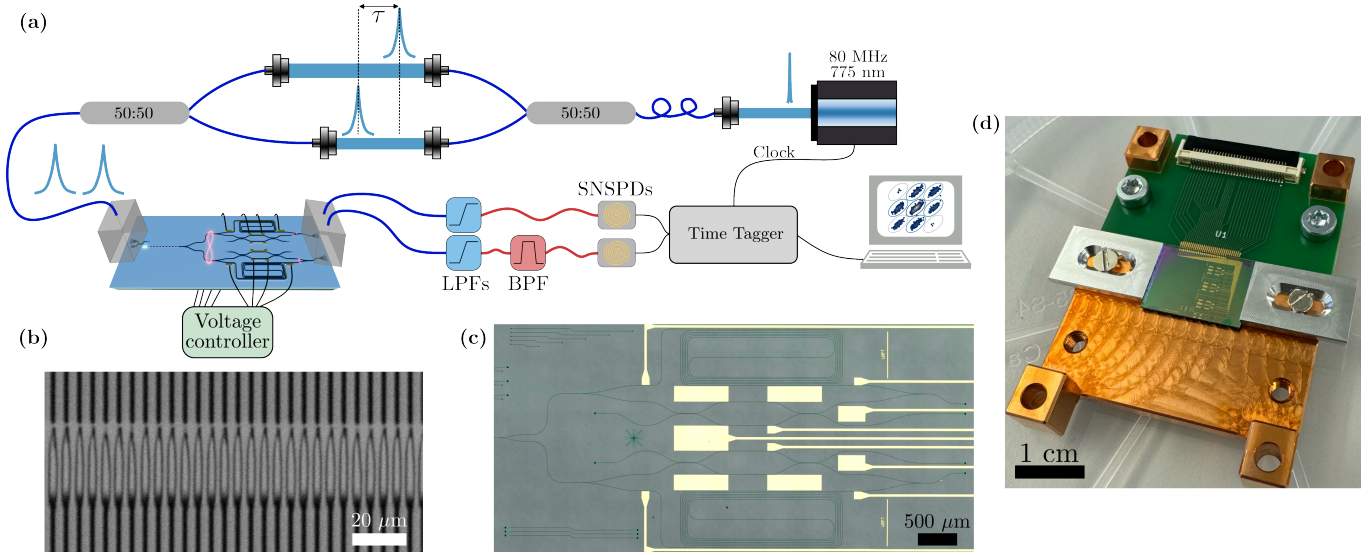 (a)
τ
80 MHz
775 nm
50:50
50:50
Clock
(d)
SNSPDs
Time Tagger
LPFs
BPF
Voltage
controller
U1
(b)
(c)
20 μm
500 μm
1 cm